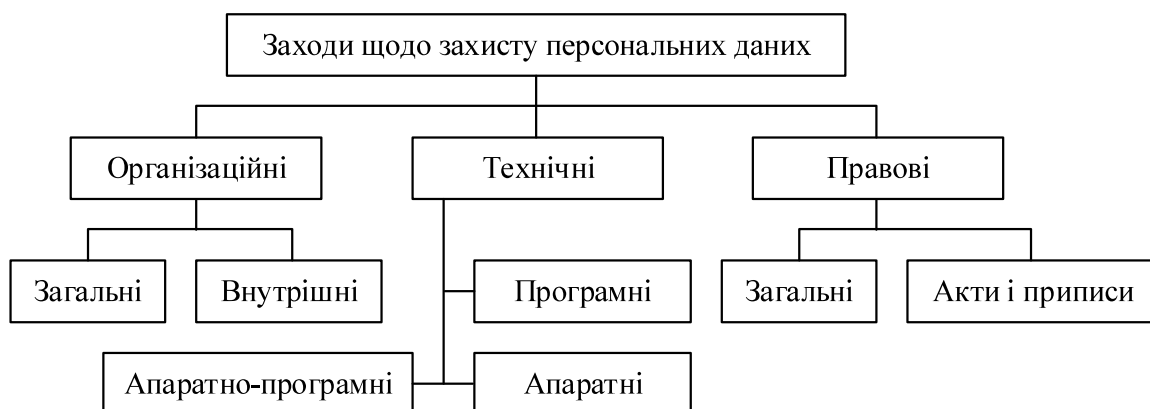 Заходи щодо захисту персональних даних
Організаційні
Технічні
Правові
Загальні
Внутрішні
Програмні
Загальні
Акти і приписи
Апаратно-програмні
Апаратні